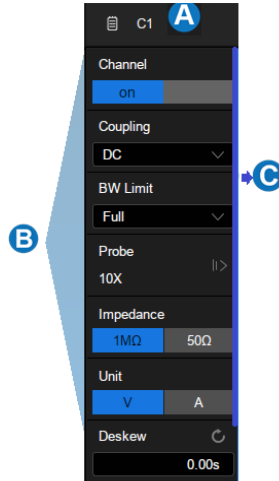 C1 A
Channel
on
Coupling
DC
BW Limit
Full
C
B
Probe
10X
Impedance
1MΩ 50Ω
Unit
V A
Deskew
0.00s